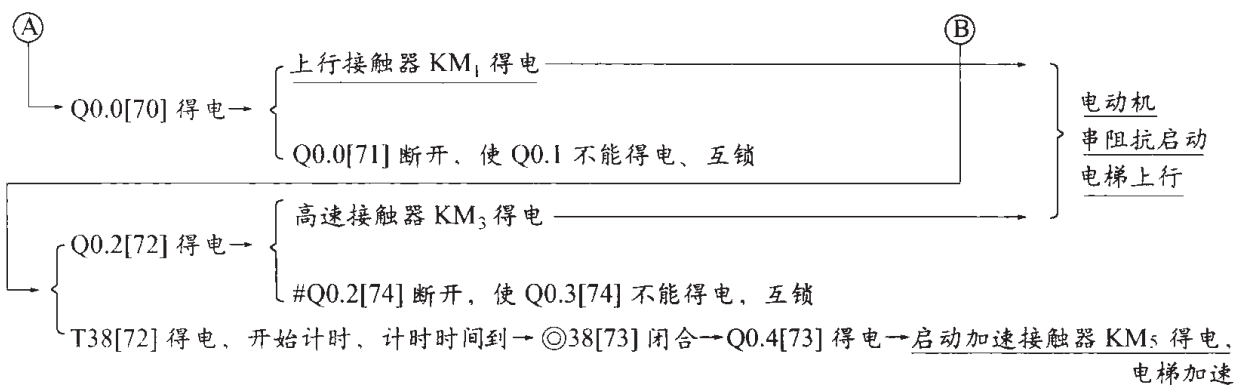 A
B
上行接触器 KM₁ 得电
Q0.0[70] 得电→
电动机
串阻抗启动
电梯上行
Q0.0[71] 断开、使 Q0.1 不能得电、互锁
高速接触器 KM₃ 得电
Q0.2[72] 得电→
#Q0.2[74] 断开，使 Q0.3[74] 不能得电，互锁
T38[72] 得电、开始计时、计时时间到→◎38[73] 闭合→Q0.4[73] 得电→启动加速接触器 KM₅ 得电，
电梯加速